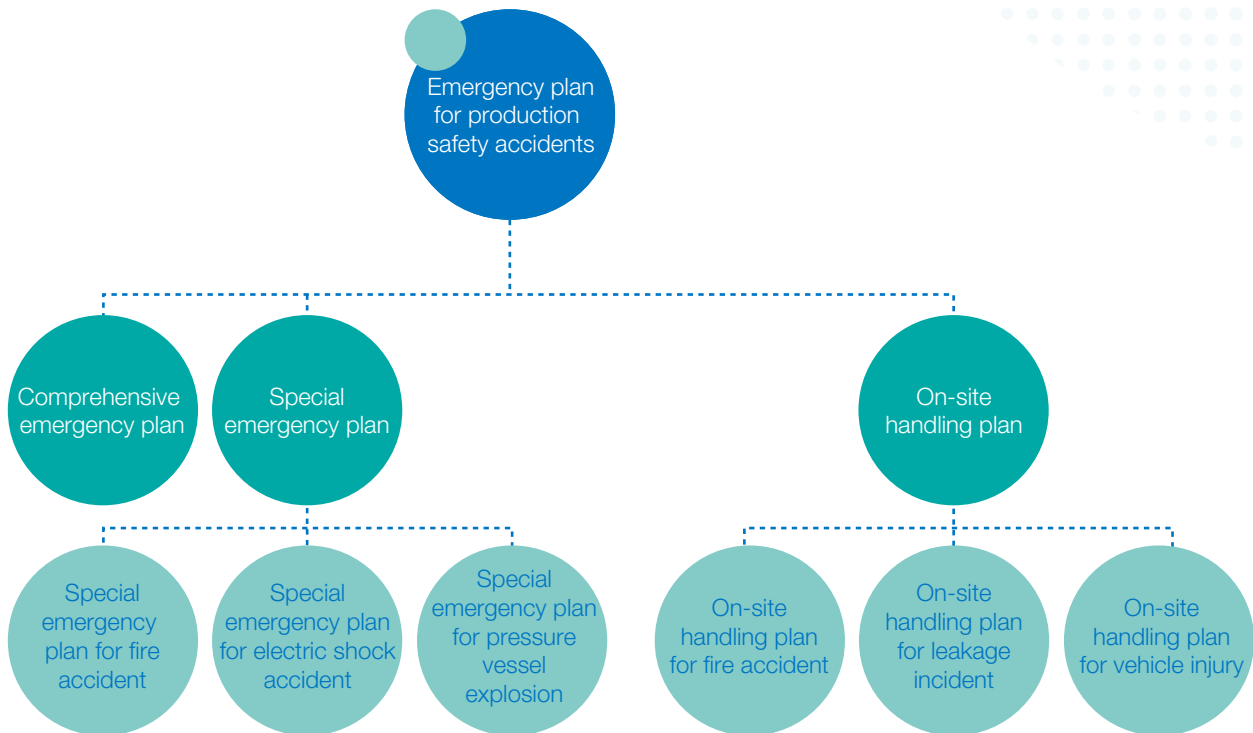 Emergency plan
for production
safety accidents
Comprehensive
emergency plan
Special
emergency plan
On-site
handling plan
Special
emergency
plan for fire
accident
Special
emergency plan
for electric shock
accident
Special
emergency plan
for pressure
vessel
explosion
On-site
handling plan
for fire accident
On-site
handling plan
for leakage
incident
On-site
handling plan
for vehicle injury